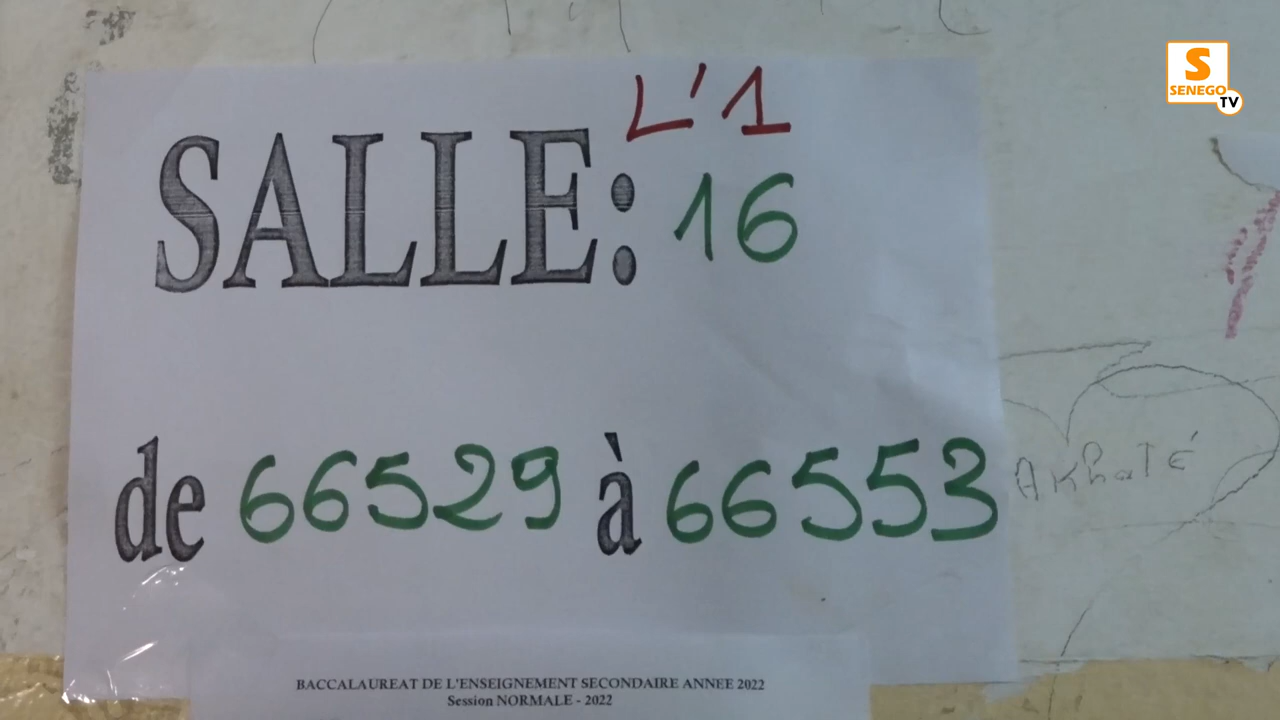 L'1
SALLE: 16
de 66529 à 66553
Akhaté
BACCALAUREAT DE L'ENSEIGNEMENT SECONDAIRE ANNEE 2022
Session NORMALE - 2022
S
SENEGO
TV